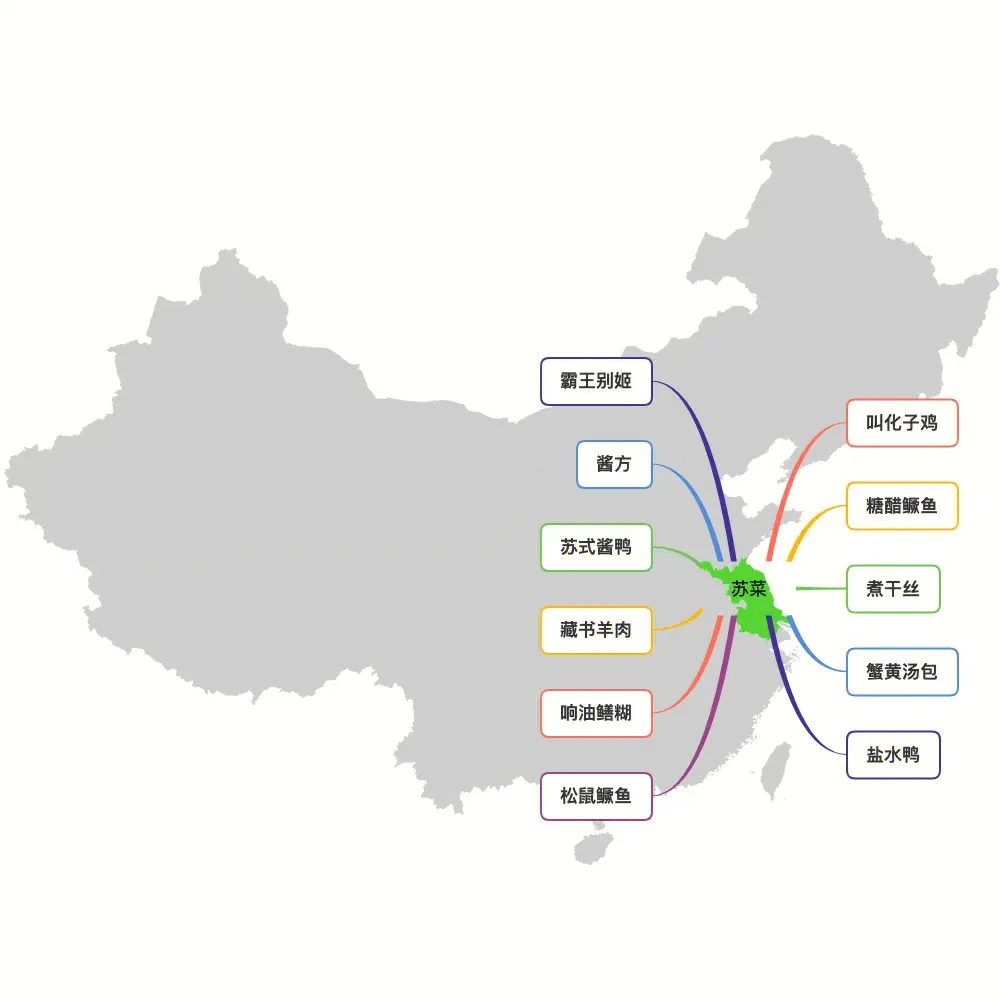 霸王别姬
酱方
苏式酱鸭
藏书羊肉
响油鳝糊
松鼠鳜鱼
苏菜
叫化子鸡
糖醋鳜鱼
煮干丝
蟹黄汤包
盐水鸭